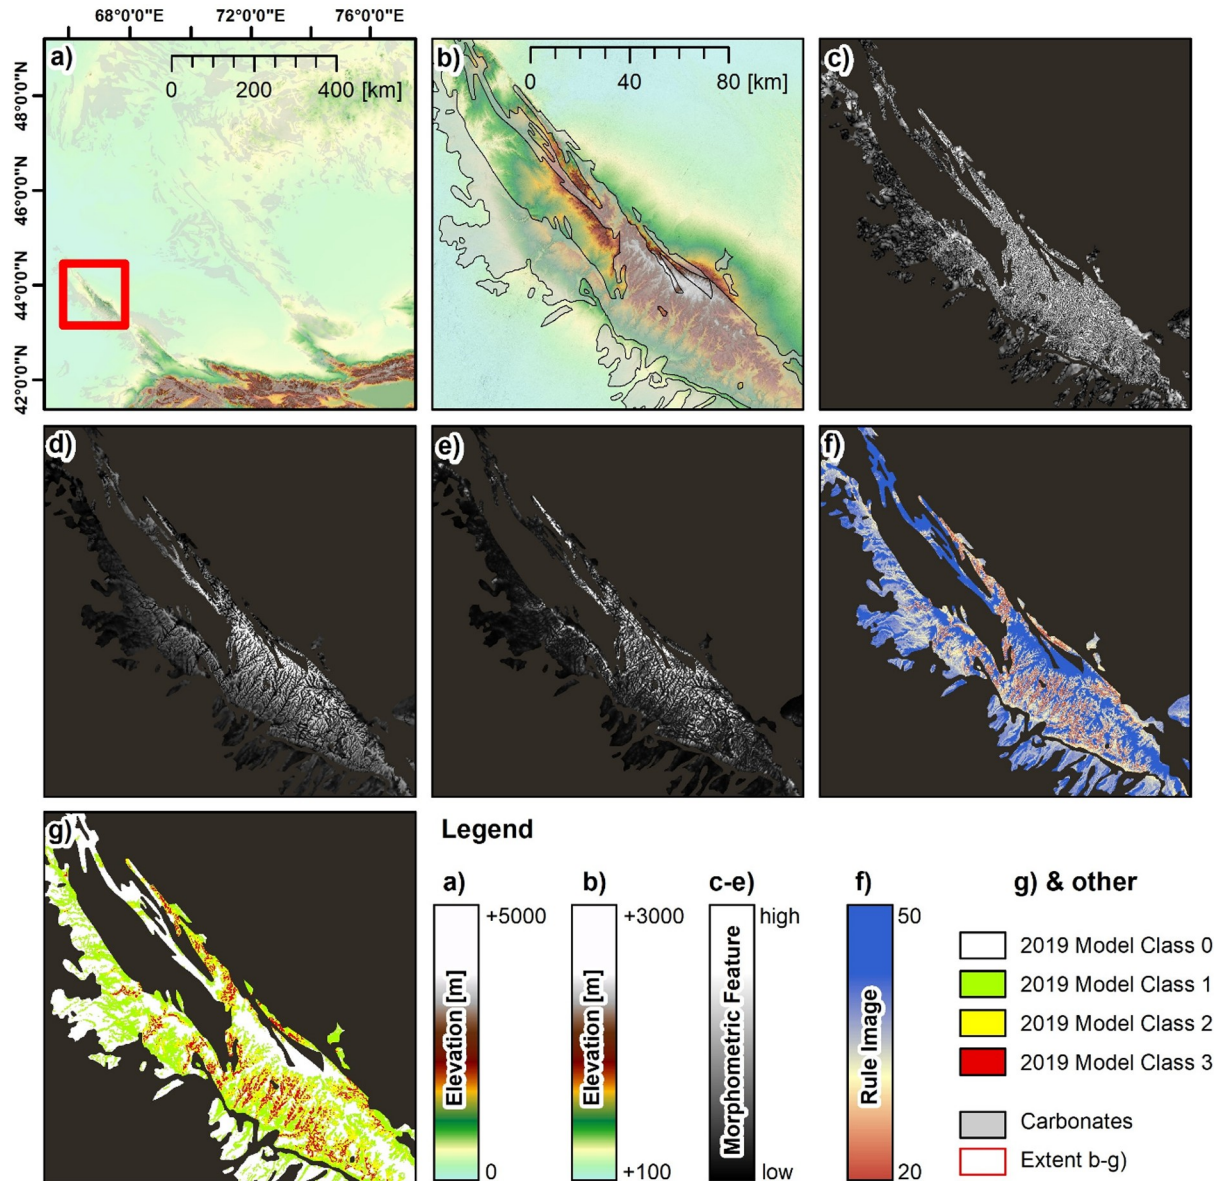 68°0'0"E 72°0'0"E 76°0'0"E
48°0'0"N
46°0'0"N
44°0'0"N
42°0'0"N
a)
0 200 400 [km]
b)
0 40 80 [km]
c)
d)
e)
f)
g)
Legend
a) b) c-e) f) g) & other
+5000
Elevation [m]
0
+3000
Elevation [m]
+100
high
Morphometric Feature
low
50
Rule Image
20
2019 Model Class 0
2019 Model Class 1
2019 Model Class 2
2019 Model Class 3
Carbonates
Extent b-g)